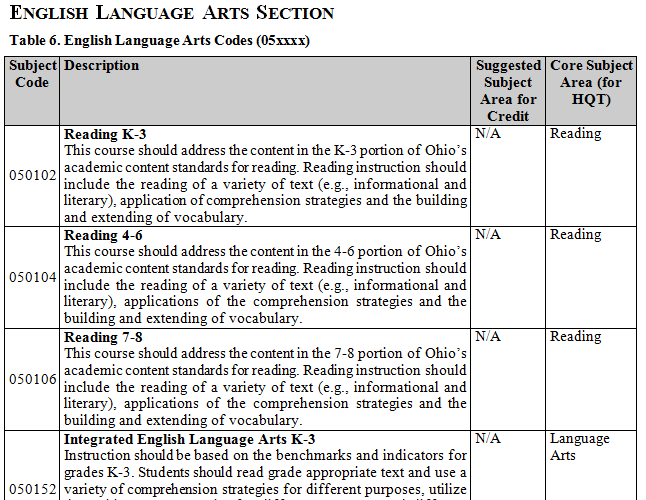 ENGLISH LANGUAGE ARTS SECTION
Table 6. English Language Arts Codes (05xxxx)
Subject Code Description Suggested Subject Area for Credit Core Subject Area (for HQT)
050102
Reading K-3
This course should address the content in the K-3 portion of Ohio's
academic content standards for reading. Reading instruction should
include the reading of a variety of text (e.g., informational and
literary), application of comprehension strategies and the building
and extending of vocabulary.
N/A
Reading
050104
Reading 4-6
This course should address the content in the 4-6 portion of Ohio's
academic content standards for reading. Reading instruction should
include the reading of a variety of text (e.g., informational and
literary), applications of the comprehension strategies and the
building and extending of vocabulary.
N/A
Reading
050106
Reading 7-8
This course should address the content in the 7-8 portion of Ohio's
academic content standards for reading. Reading instruction should
include the reading of a variety of text (e.g., informational and
literary), applications of the comprehension strategies and the
building and extending of vocabulary.
N/A
Reading
050152
Integrated English Language Arts K-3
Instruction should be based on the benchmarks and indicators for
grades K-3. Students should read grade appropriate text and use a
variety of comprehension strategies for different purposes, utilize
N/A
Language
Arts